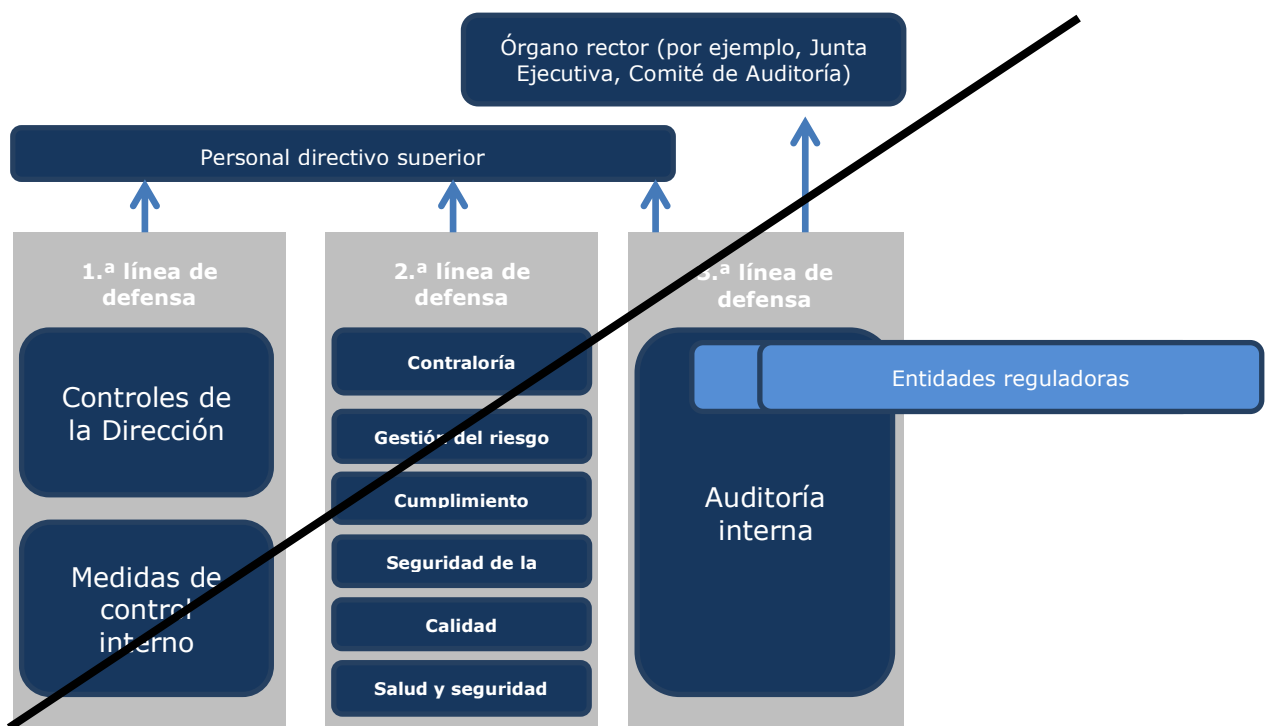 Órgano rector (por ejemplo, Junta
Ejecutiva, Comité de Auditoría)
Personal directivo superior
1.ª línea de
defensa
Controles de
la Dirección
Medidas de
control
interno
2.ª línea de
defensa
Contraloría
Gestión del riesgo
Cumplimiento
Seguridad de la
Calidad
Salud y seguridad
3.ª línea de
defensa
Auditoría
interna
Entidades reguladoras